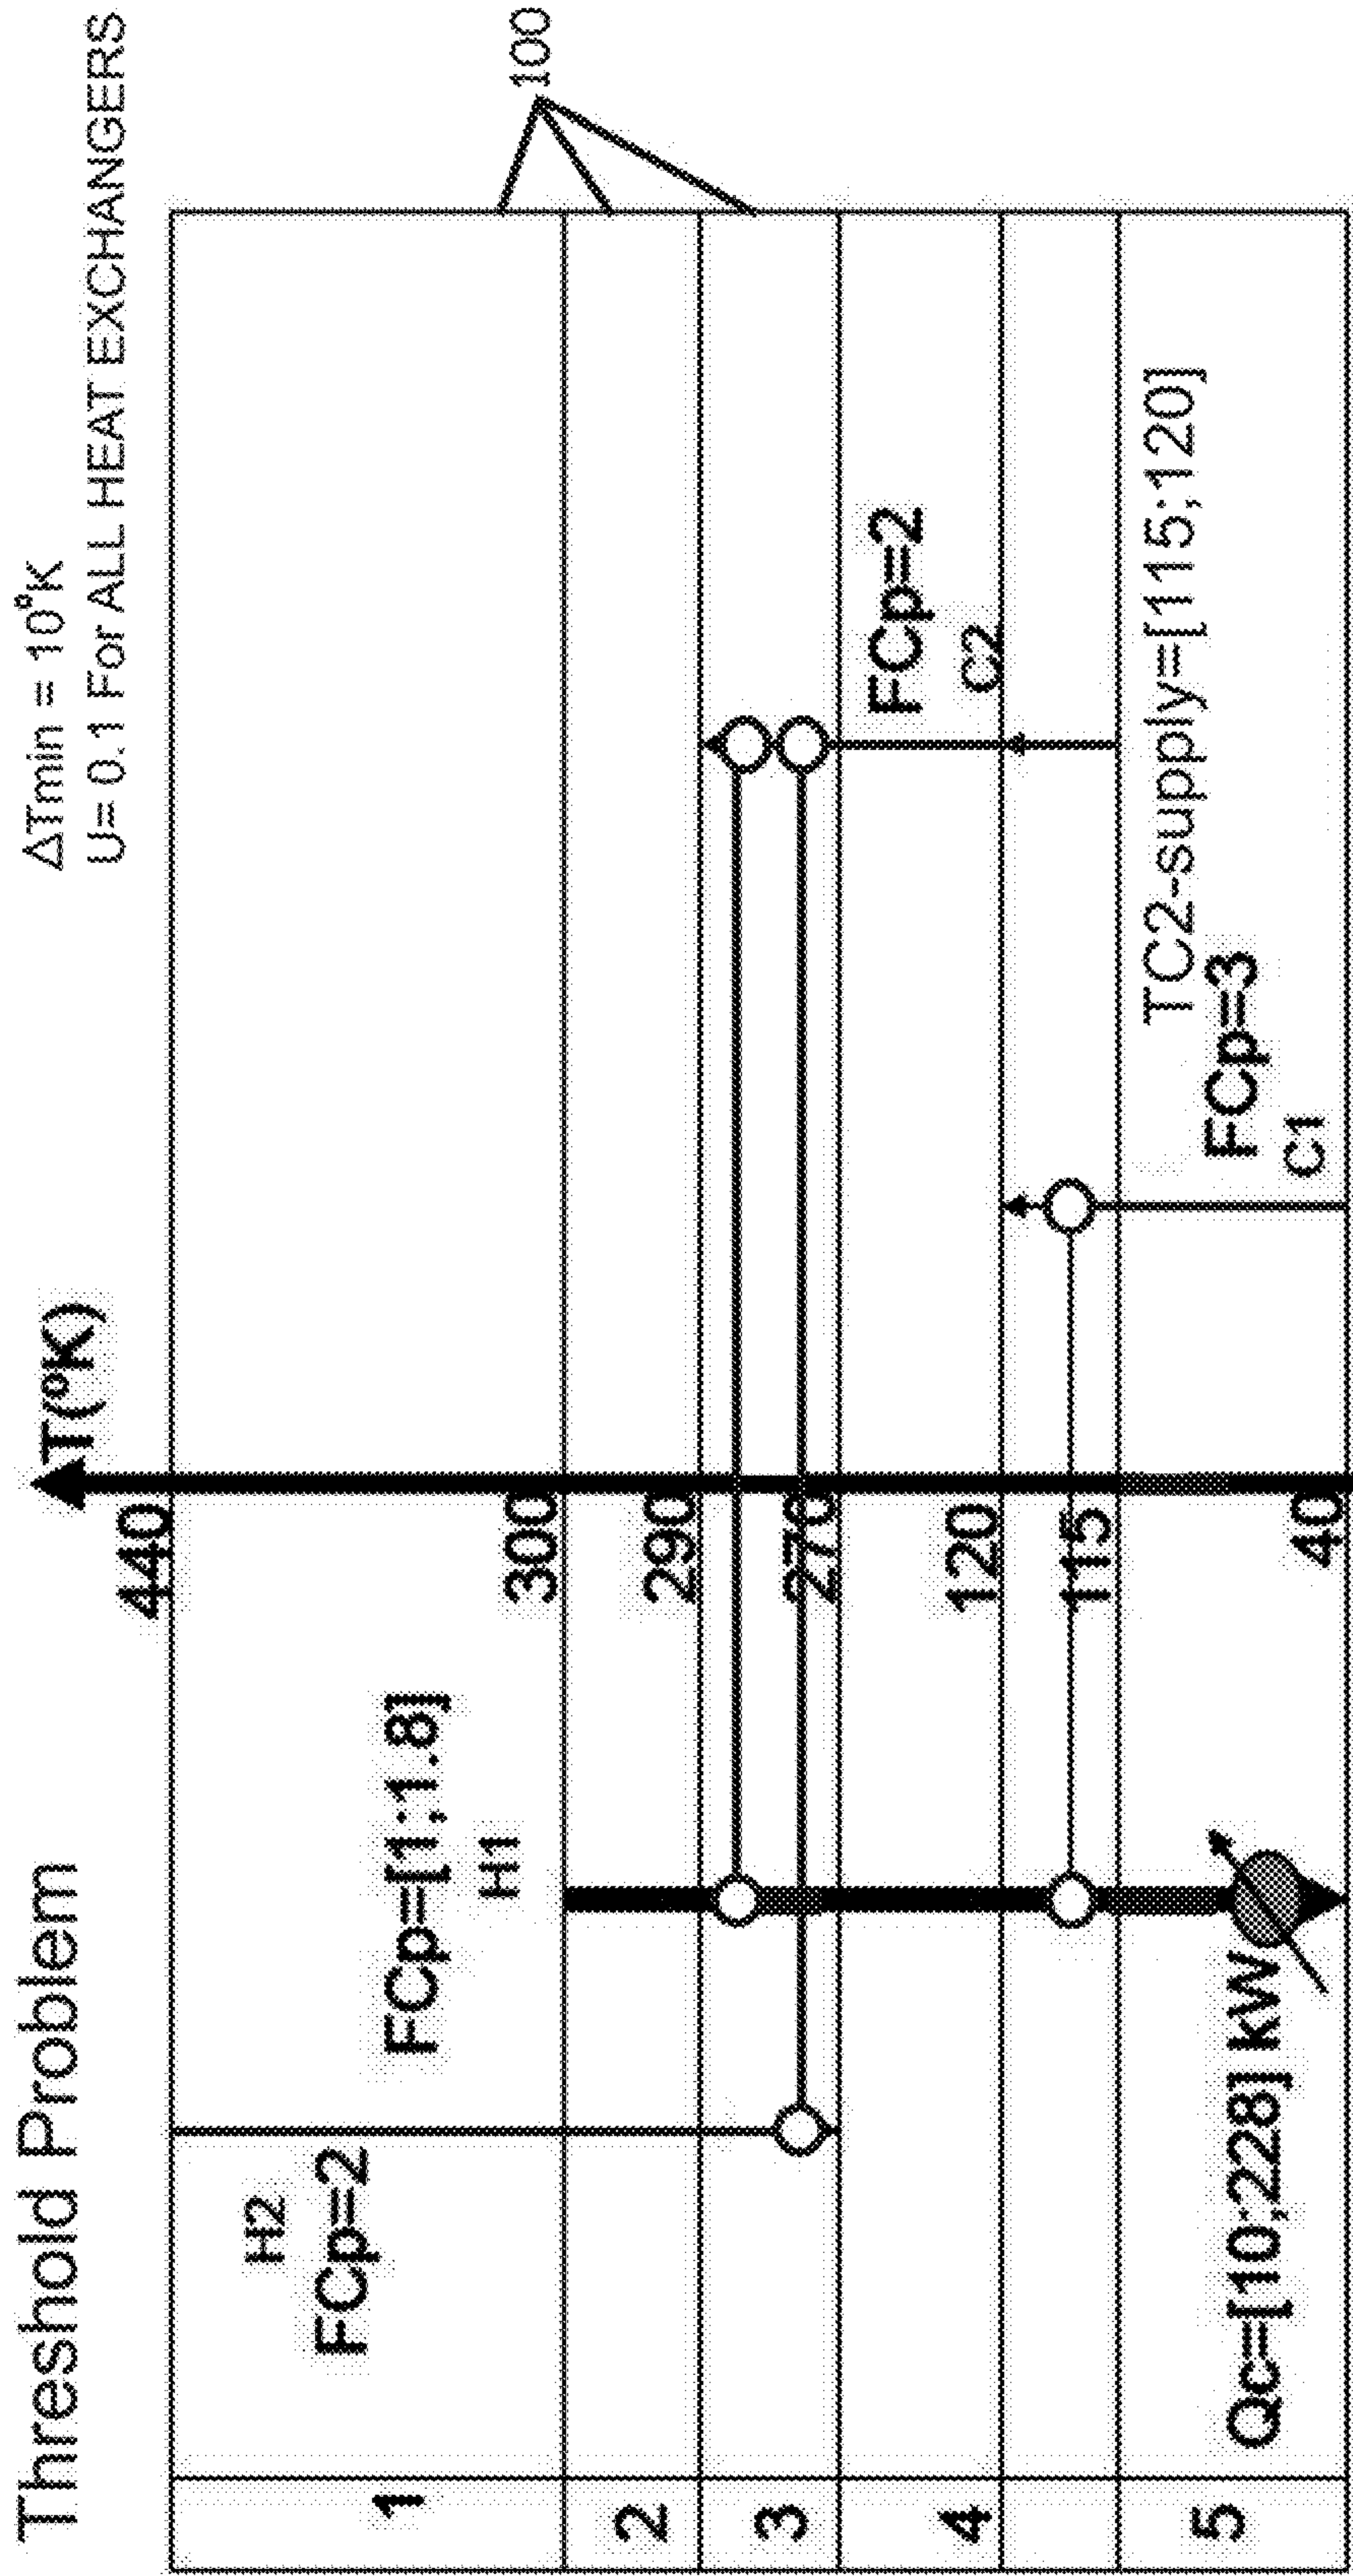 Threshold Problem
ΔTmin = 10°K
U= 0.1 For ALL HEAT EXCHANGERS
T(°K)
100
440
300
290
270
120
115
40
1
2
3
4
5
H2
FCp=2
FCp=[1;1.8]
H1
FCp=2
C2
TC2-supply=[115;120]
FCp=3
C1
Qc=[10;228] kW